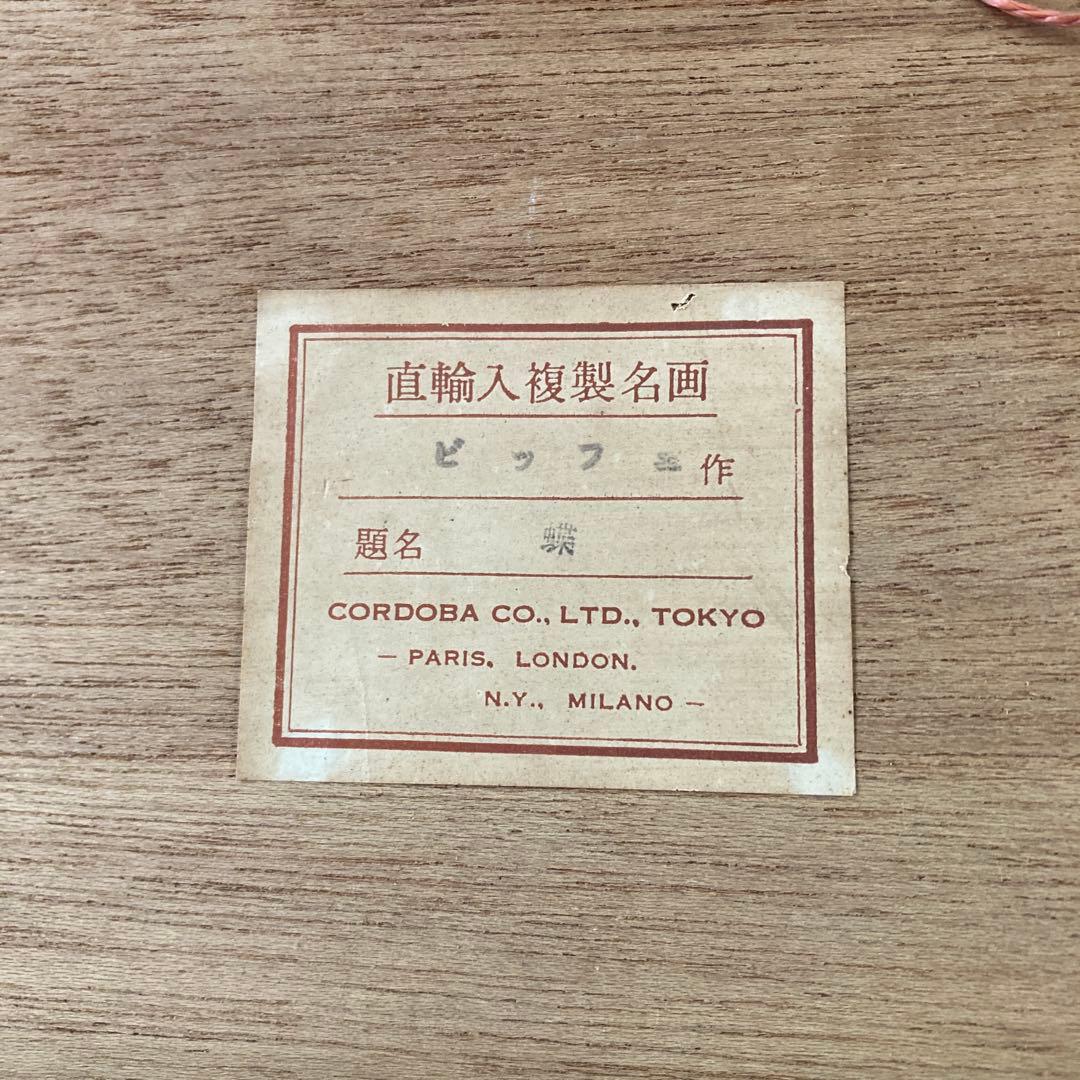 直輸入複製名画
ビッフェ作
題名 蝶
CORDOBA CO., LTD., TOKYO
— PARIS, LONDON.
N.Y., MILANO —